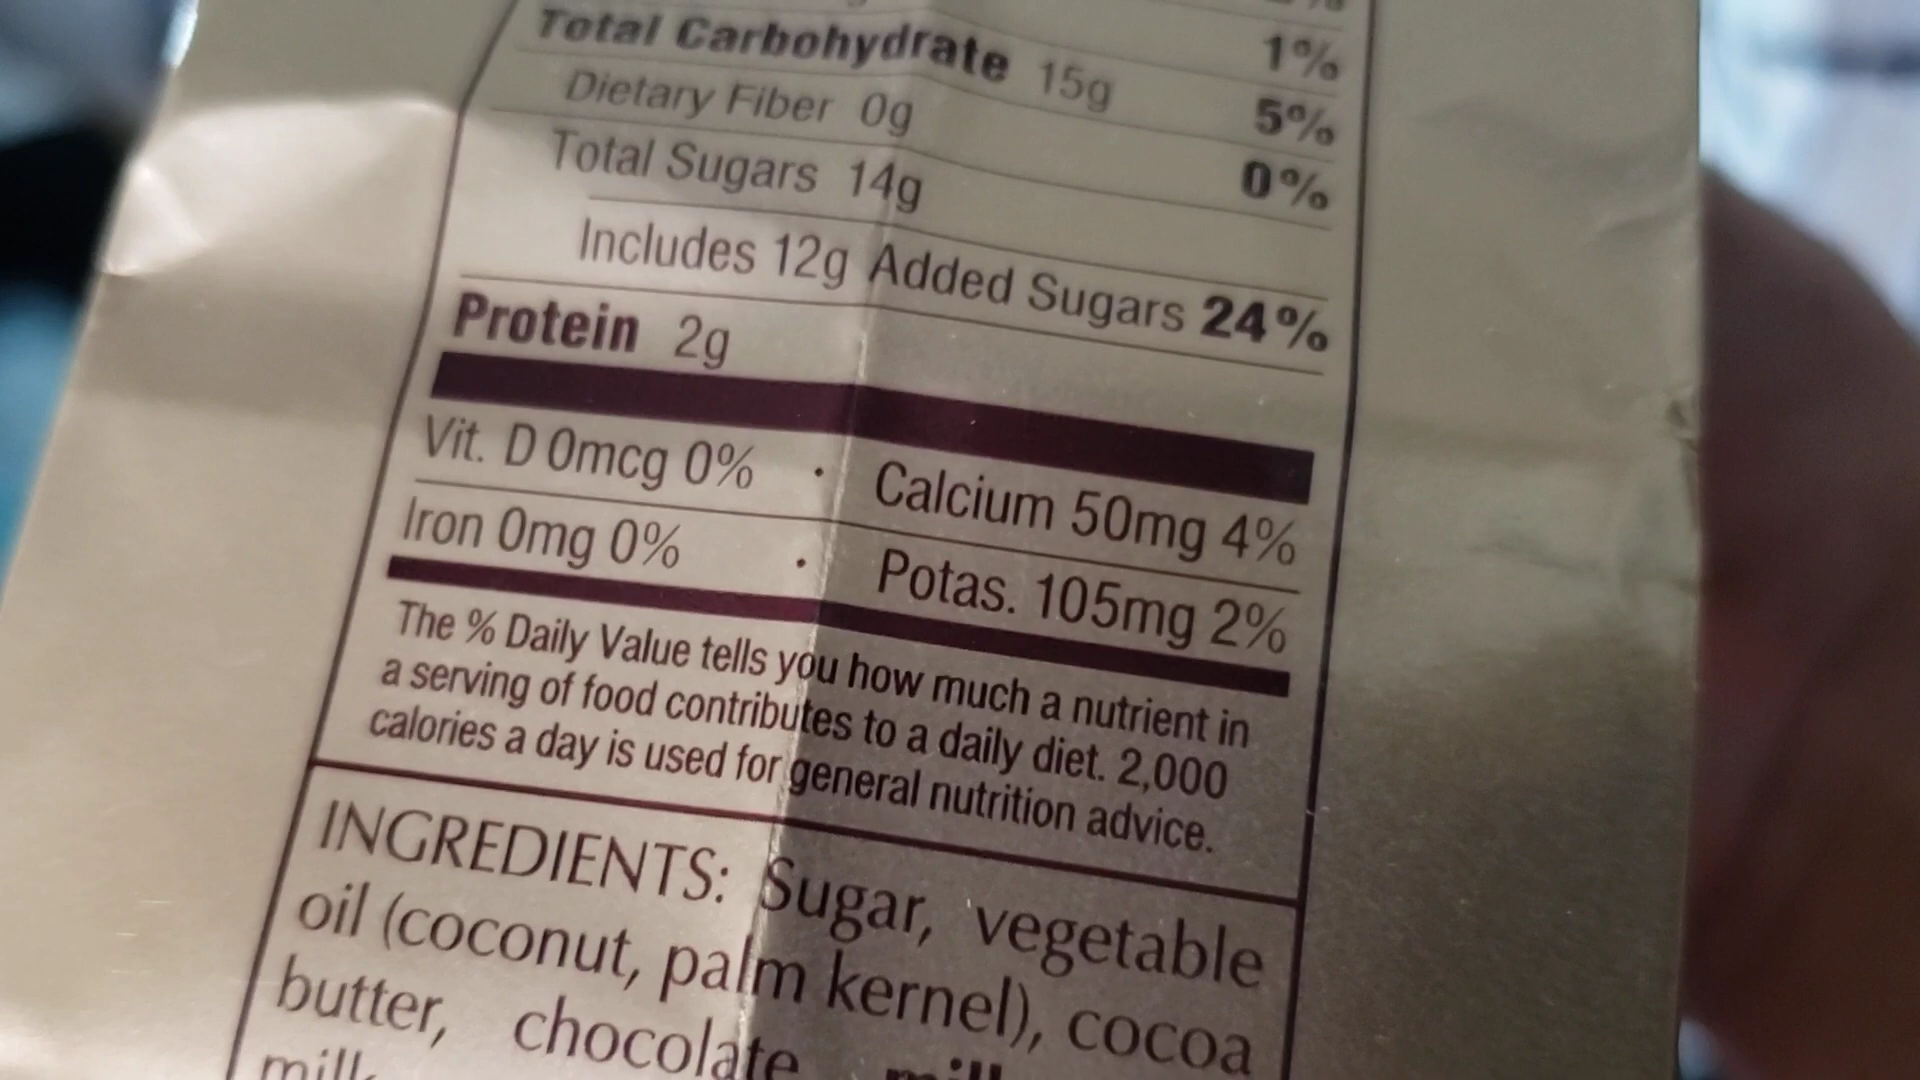 1%
Total Carbohydrate 15g 5%
Dietary Fiber 0g 0%
Total Sugars 14g
Includes 12g Added Sugars 24%
Protein 2g
Vit. D 0mcg 0% • Calcium 50mg 4%
Iron 0mg 0% • Potas. 105mg 2%
The % Daily Value tells you how much a nutrient in
a serving of food contributes to a daily diet. 2,000
calories a day is used for general nutrition advice.
INGREDIENTS: Sugar, vegetable
oil (coconut, palm kernel), cocoa
butter, chocolate,